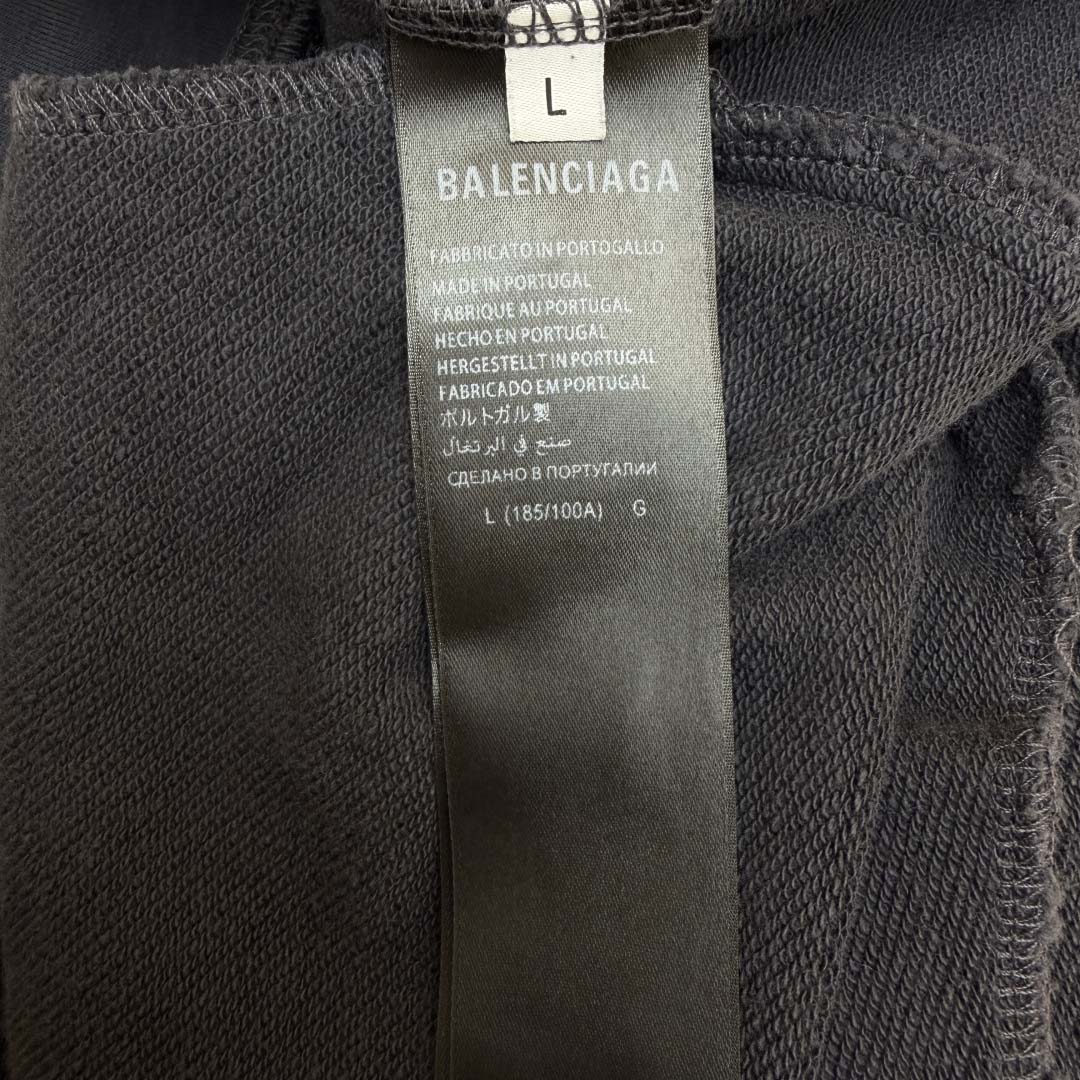 L
BALENCIAGA
FABBRICATO IN PORTOGALLO
MADE IN PORTUGAL
FABRIQUE AU PORTUGAL
HECHO EN PORTUGAL
HERGESTELLT IN PORTUGAL
FABRICADO EM PORTUGAL
ポルトガル製
صنع في البرتغال
СДЕЛАНО В ПОРТУГАЛИИ
L (185/100A) G